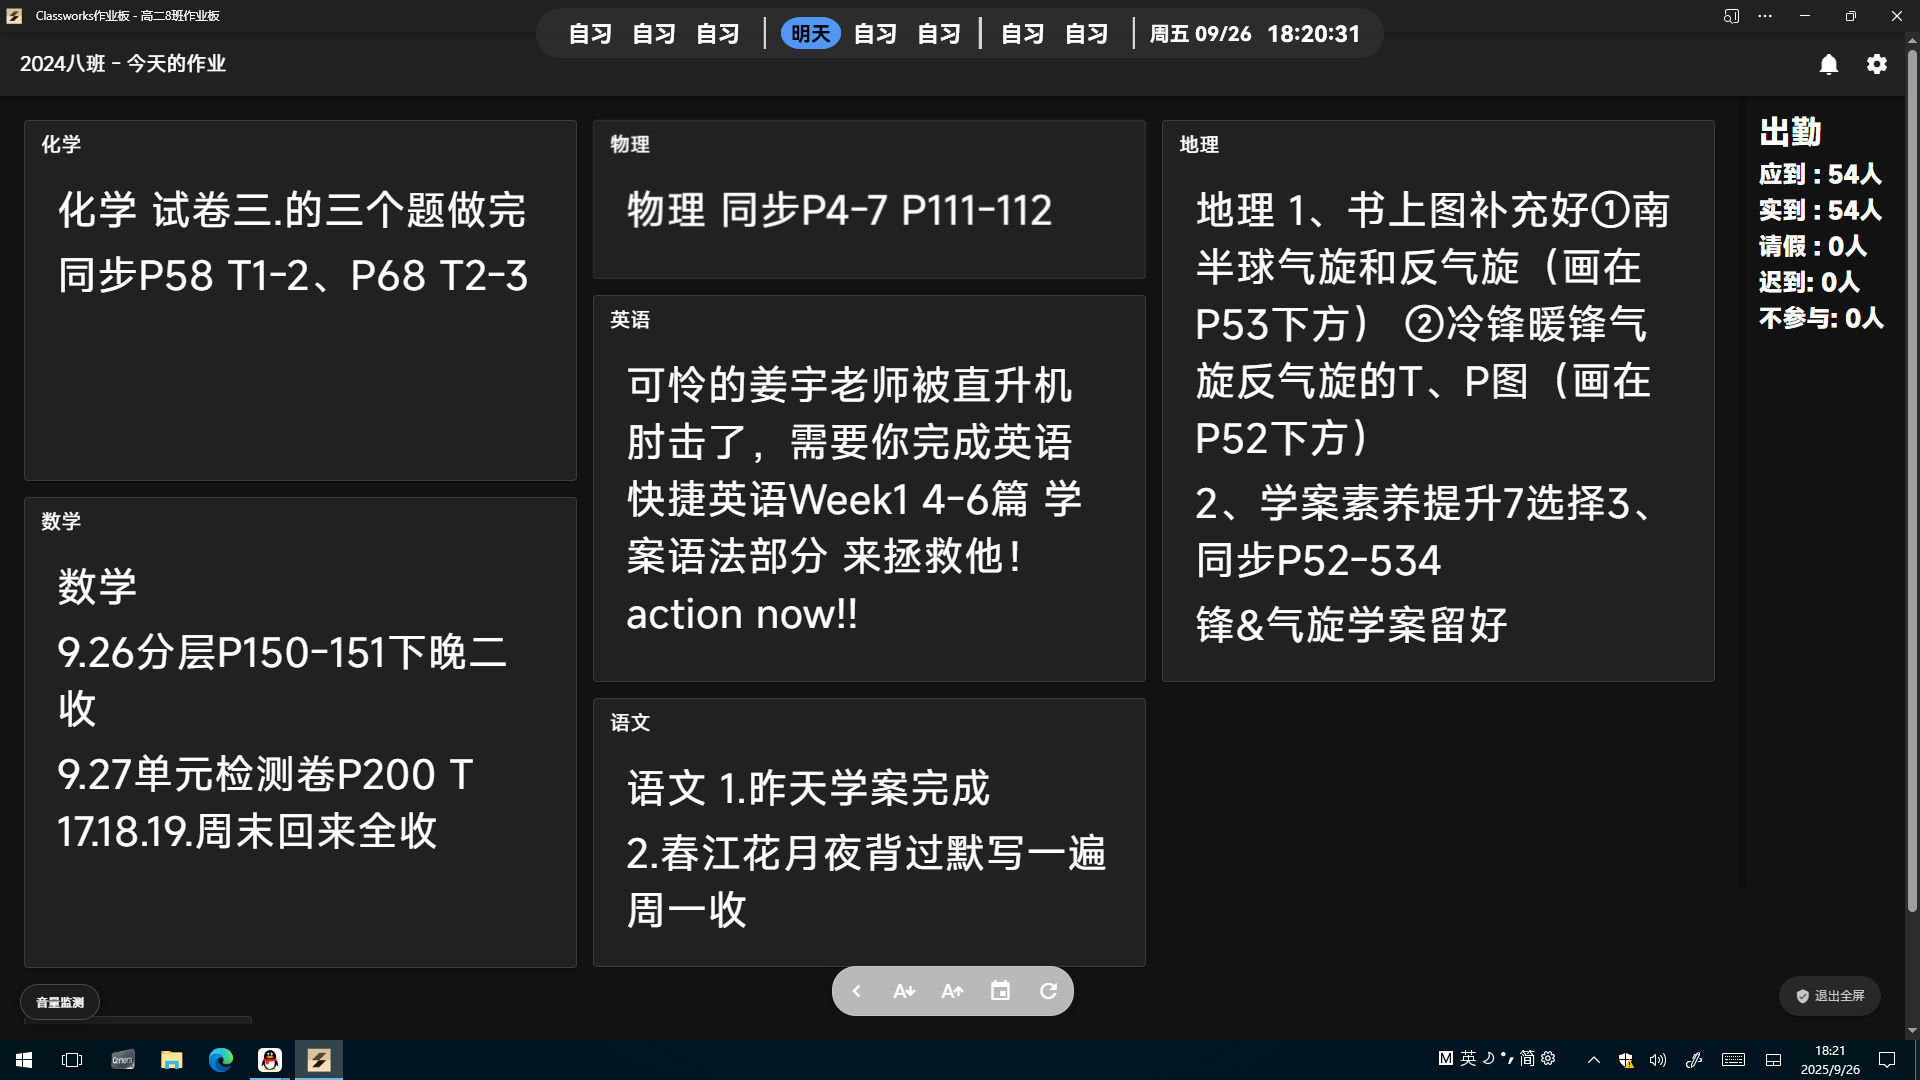 Classworks作业板 - 高二8班作业板
自习 自习 自习 | 明天 自习 自习 | 自习 自习 | 周五 09/26 18:20:31
2024八班 - 今天的作业
化学
化学 试卷三.的三个题做完
同步P58 T1-2、P68 T2-3
数学
数学
9.26分层P150-151下晚二
收
9.27单元检测卷P200 T
17.18.19.周末回来全收
物理
物理 同步P4-7 P111-112
英语
可怜的姜宇老师被直升机
肘击了，需要你完成英语
快捷英语Week1 4-6篇 学
案语法部分 来拯救他！
action now!!
语文
语文 1.昨天学案完成
2.春江花月夜背过默写一遍
周一收
地理
地理 1、书上图补充好①南
半球气旋和反气旋（画在
P53下方） ②冷锋暖锋气
旋反气旋的T、P图（画在
P52下方）
2、学案素养提升7选择3、
同步P52-534
锋&气旋学案留好
出勤
应到 : 54人
实到 : 54人
请假 : 0人
迟到: 0人
不参与: 0人
音量监测
退出全屏
英 简
18:21
2025/9/26